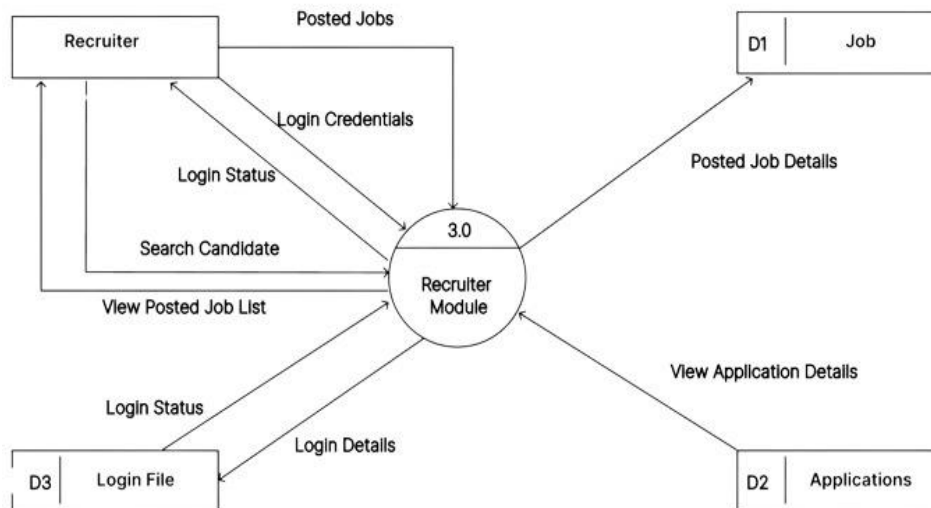 Posted Jobs
Recruiter
D1
Job
Login Credentials
Login Status
Posted Job Details
3.0
Search Candidate
Recruiter
Module
View Posted Job List
View Application Details
Login Status
Login Details
D3
Login File
D2
Applications